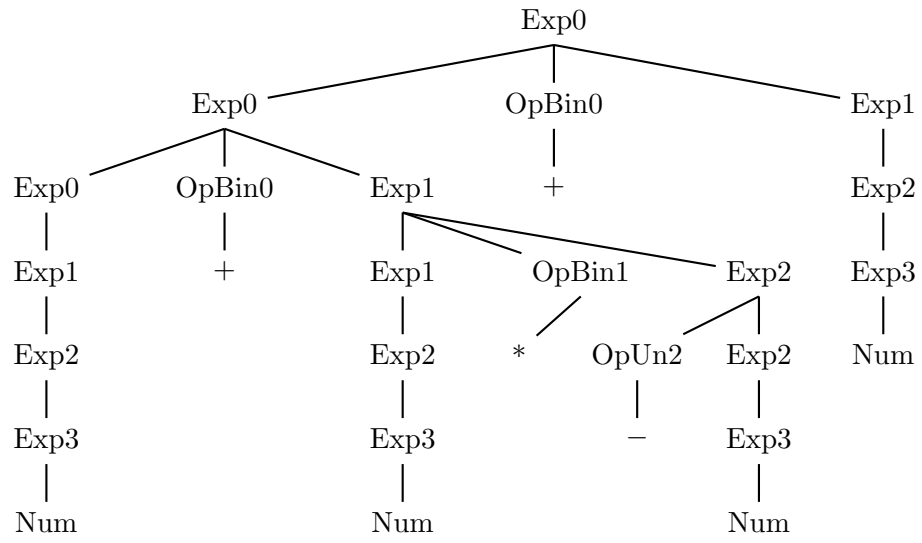 Exp0
Exp0 OpBin0 Exp1
Exp0 OpBin0 Exp1 + Exp2
Exp1 + Exp1 OpBin1 Exp2 Exp3
Exp2 Exp2 * OpUn2 Exp2 Num
Exp3 Exp3 − Exp3
Num Num Num